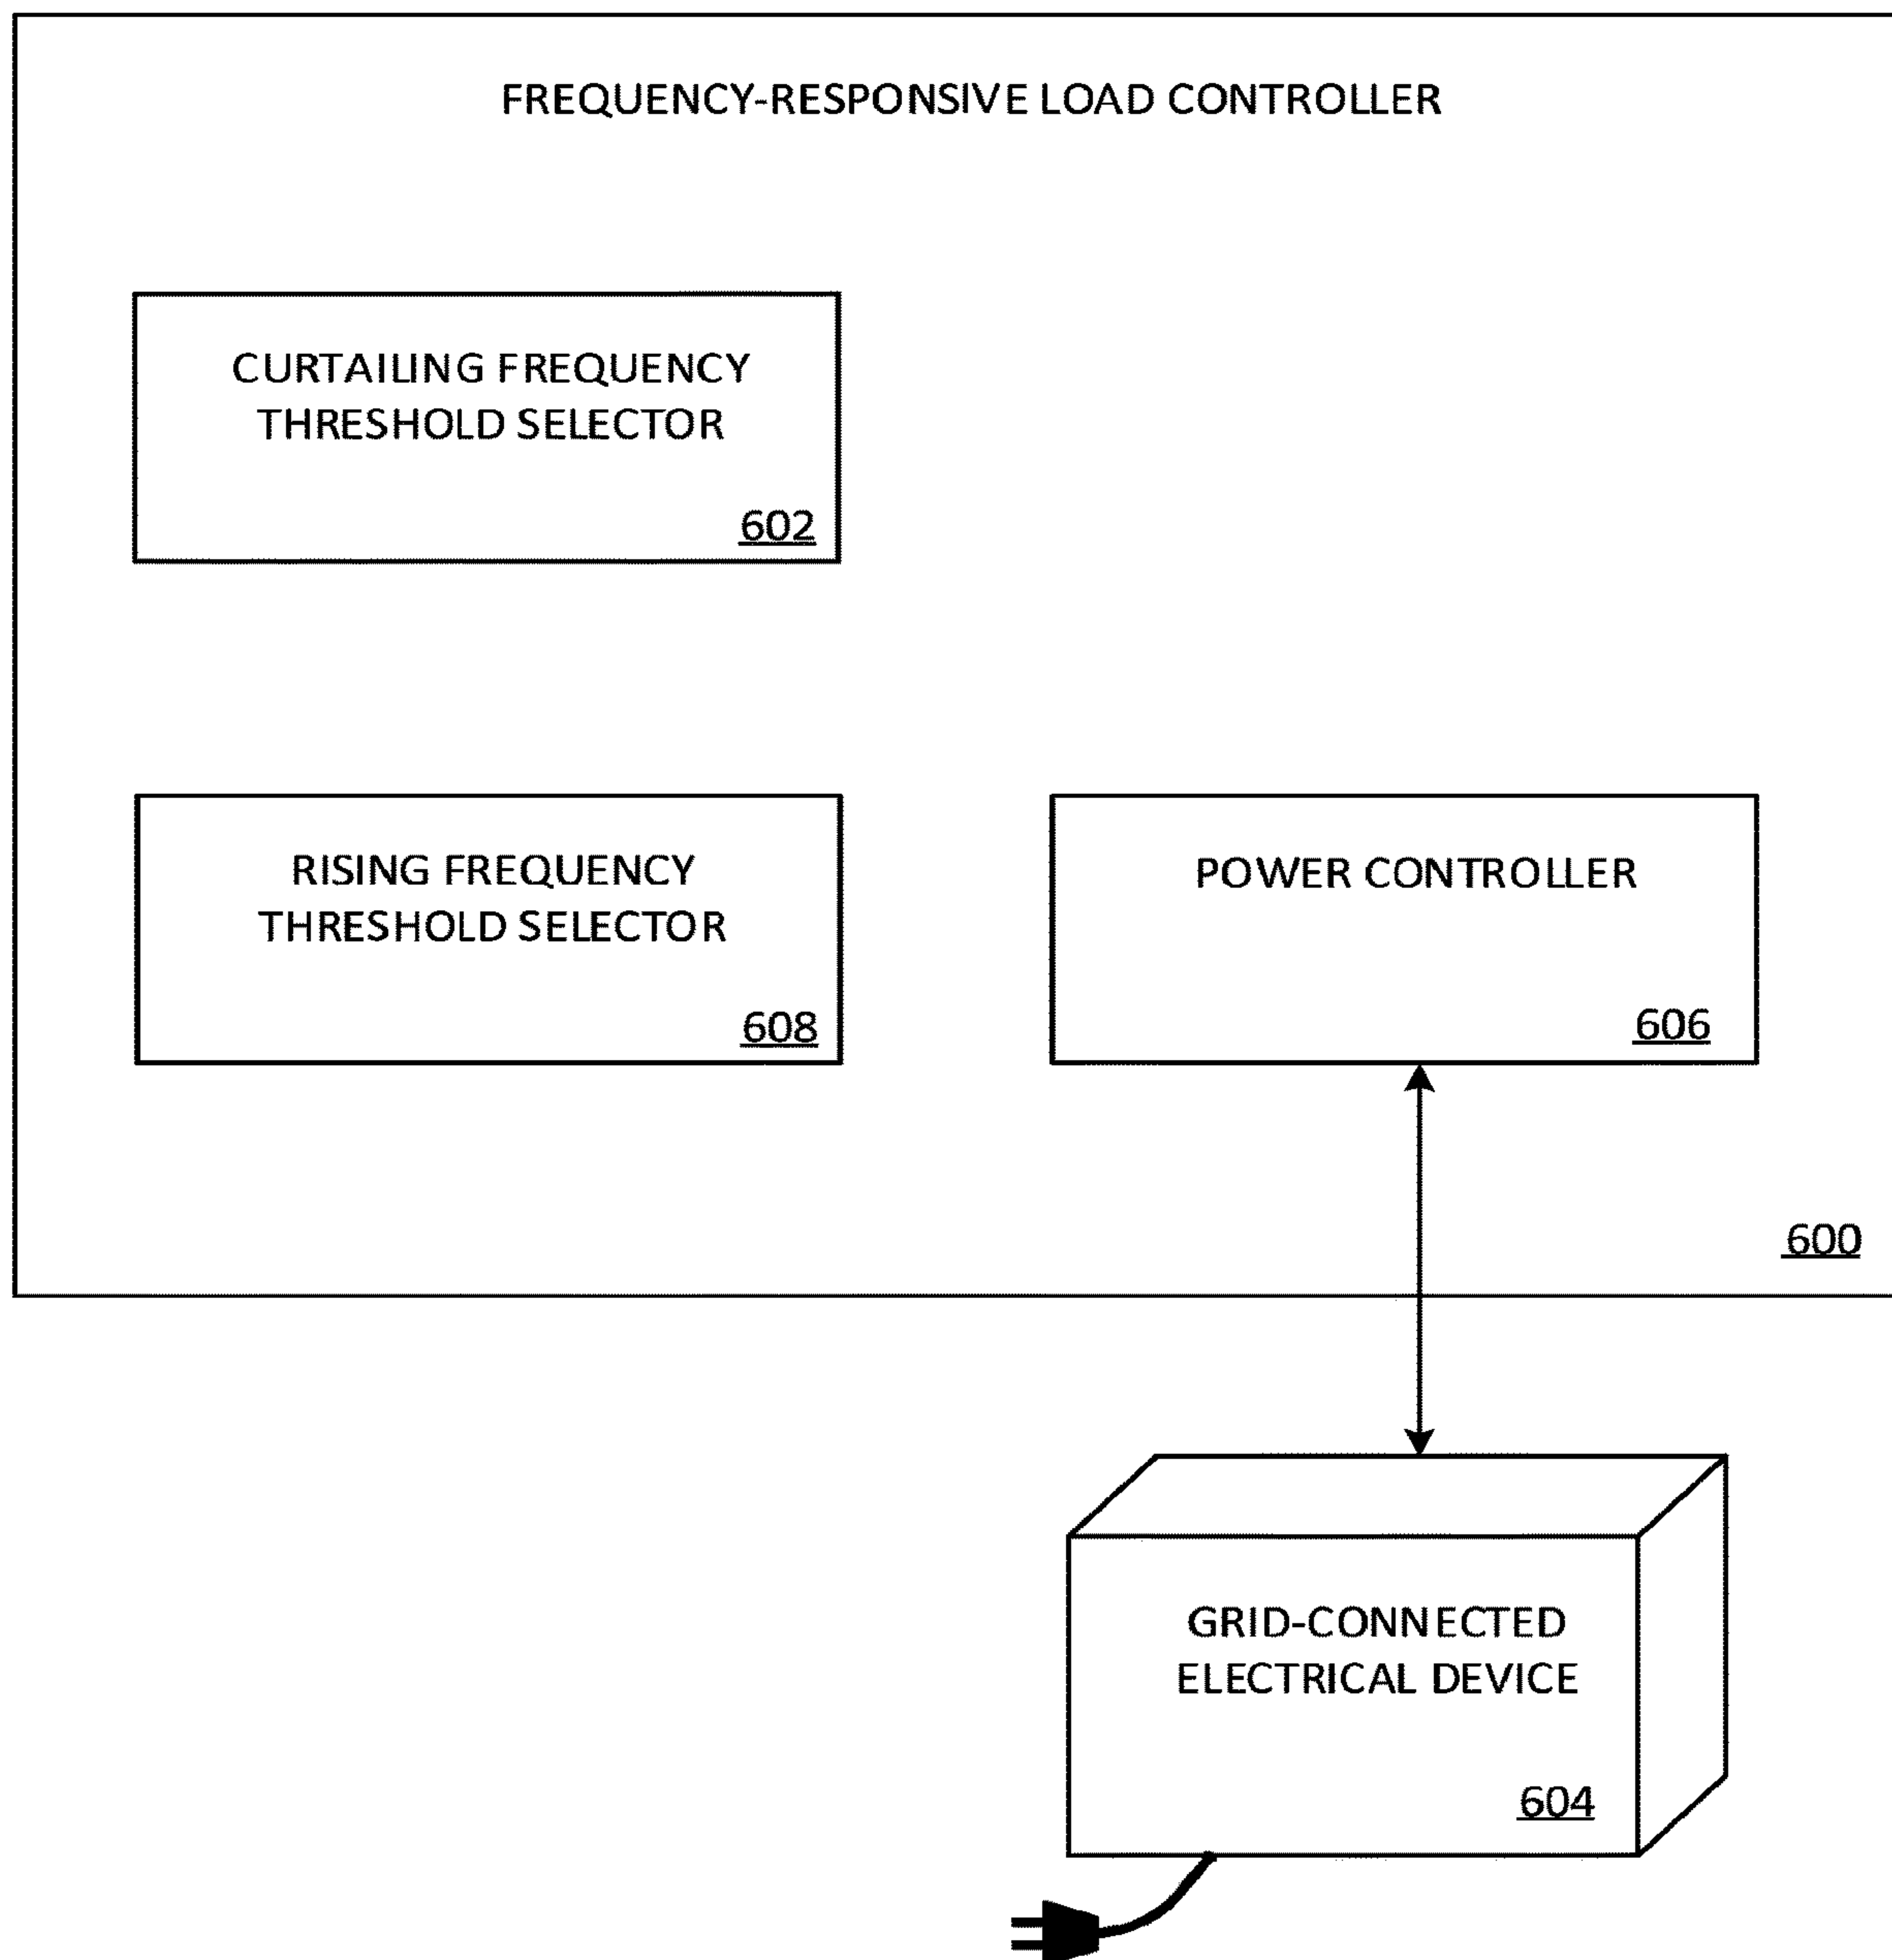 FREQUENCY-RESPONSIVE LOAD CONTROLLER
CURTAILING FREQUENCY
THRESHOLD SELECTOR
602
RISING FREQUENCY
THRESHOLD SELECTOR
608
POWER CONTROLLER
606
600
GRID-CONNECTED
ELECTRICAL DEVICE
604